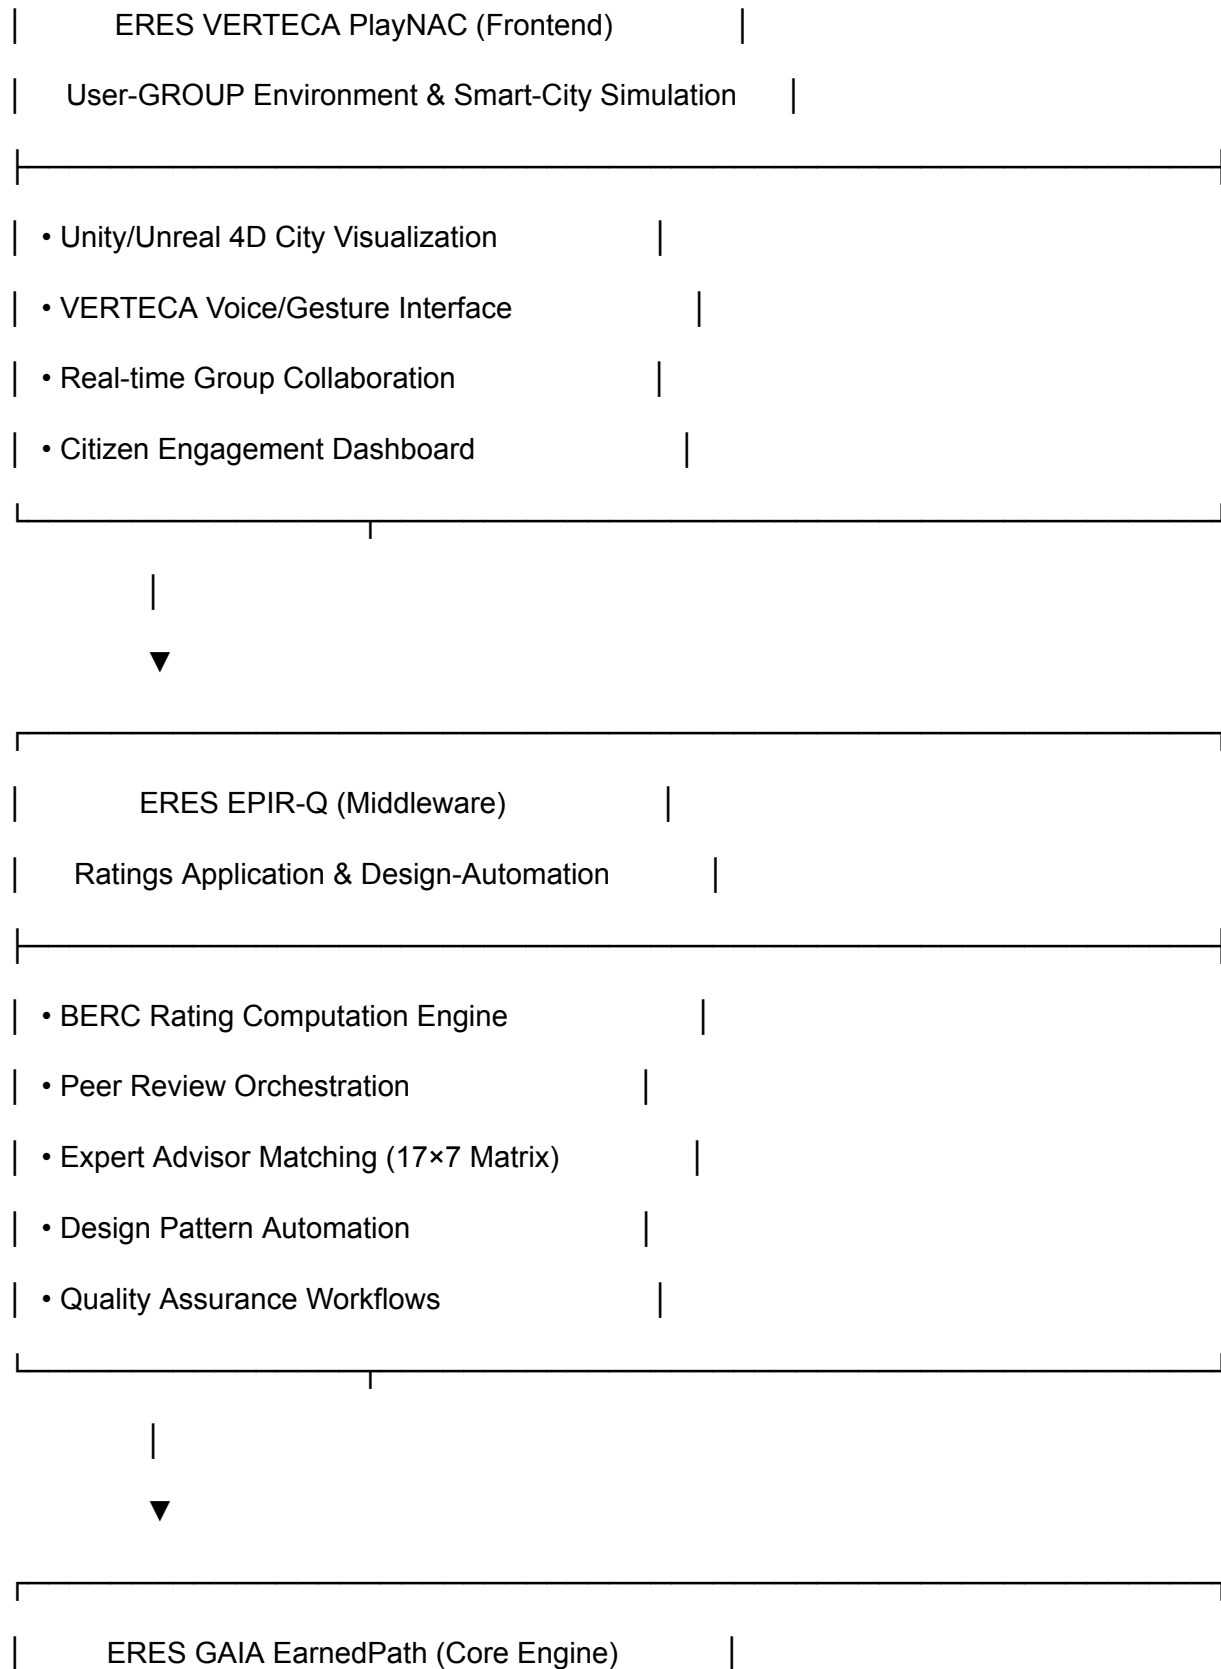 ERES VERTECA PlayNAC (Frontend)
User-GROUP Environment & Smart-City Simulation
• Unity/Unreal 4D City Visualization
• VERTECA Voice/Gesture Interface
• Real-time Group Collaboration
• Citizen Engagement Dashboard
▼
ERES EPIR-Q (Middleware)
Ratings Application & Design-Automation
• BERC Rating Computation Engine
• Peer Review Orchestration
• Expert Advisor Matching (17×7 Matrix)
• Design Pattern Automation
• Quality Assurance Workflows
▼
ERES GAIA EarnedPath (Core Engine)